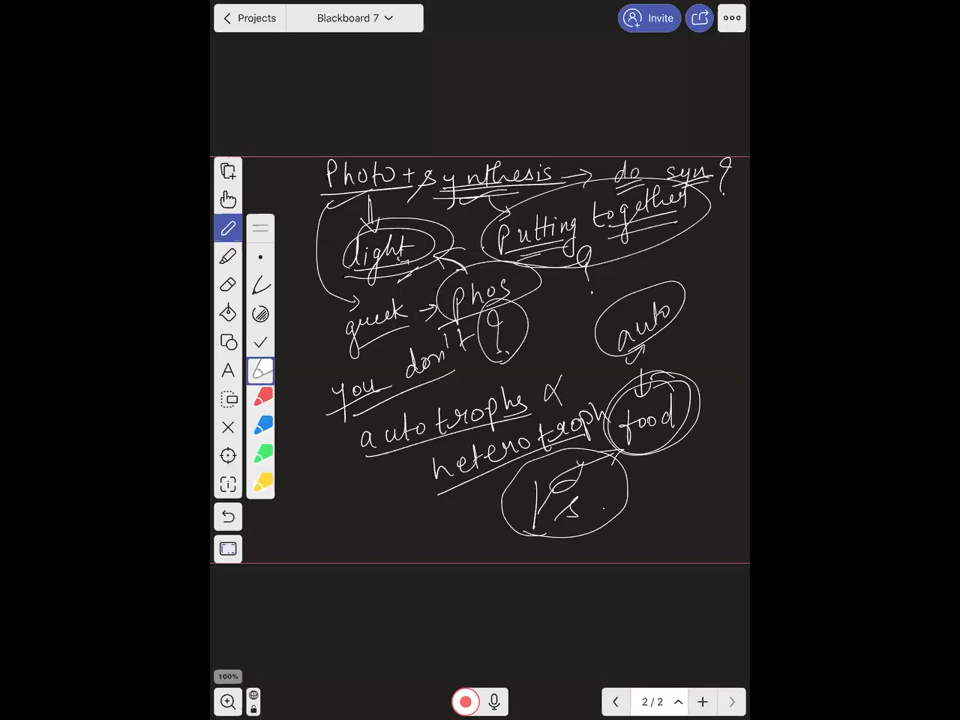 Projects
Blackboard 7
Invite
Photo + synthesis → do syn?
light
putting together
?
greek → phos
auto
you don't ?
autotrophs &
heterotroph
food
Ps.
A
100%
2/2